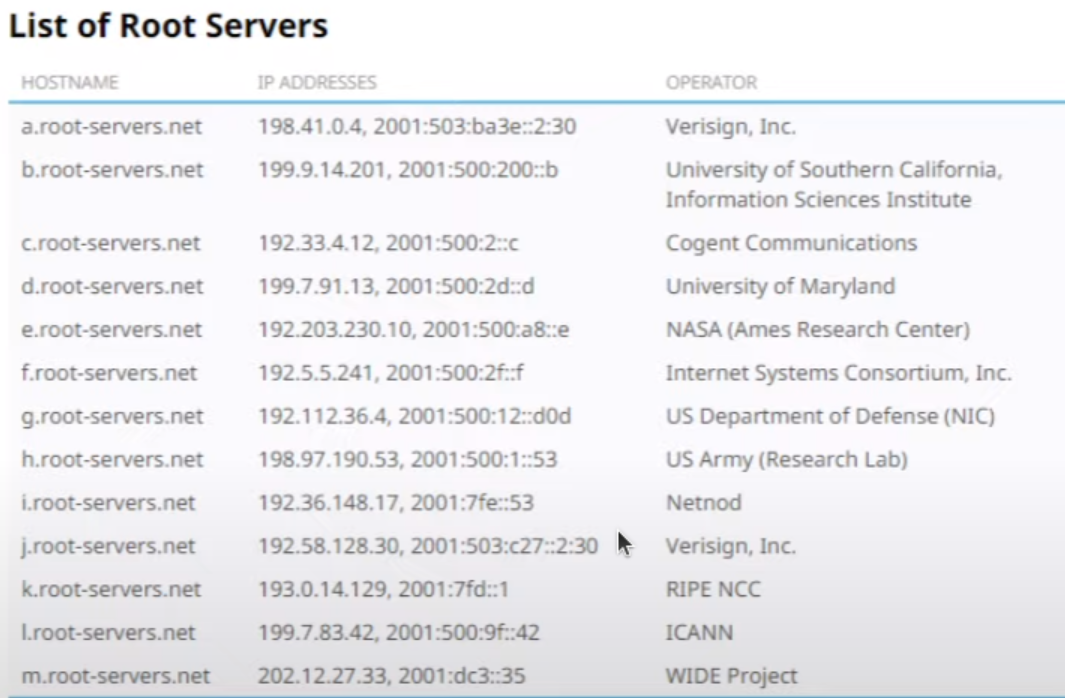 List of Root Servers
HOSTNAME IP ADDRESSES OPERATOR
a.root-servers.net 198.41.0.4, 2001:503:ba3e::2:30 Verisign, Inc.
b.root-servers.net 199.9.14.201, 2001:500:200::b University of Southern California,
Information Sciences Institute
c.root-servers.net 192.33.4.12, 2001:500:2::c Cogent Communications
d.root-servers.net 199.7.91.13, 2001:500:2d::d University of Maryland
e.root-servers.net 192.203.230.10, 2001:500:a8::e NASA (Ames Research Center)
f.root-servers.net 192.5.5.241, 2001:500:2f::f Internet Systems Consortium, Inc.
g.root-servers.net 192.112.36.4, 2001:500:12::d0d US Department of Defense (NIC)
h.root-servers.net 198.97.190.53, 2001:500:1::53 US Army (Research Lab)
i.root-servers.net 192.36.148.17, 2001:7fe::53 Netnod
j.root-servers.net 192.58.128.30, 2001:503:c27::2:30 Verisign, Inc.
k.root-servers.net 193.0.14.129, 2001:7fd::1 RIPE NCC
l.root-servers.net 199.7.83.42, 2001:500:9f::42 ICANN
m.root-servers.net 202.12.27.33, 2001:dc3::35 WIDE Project